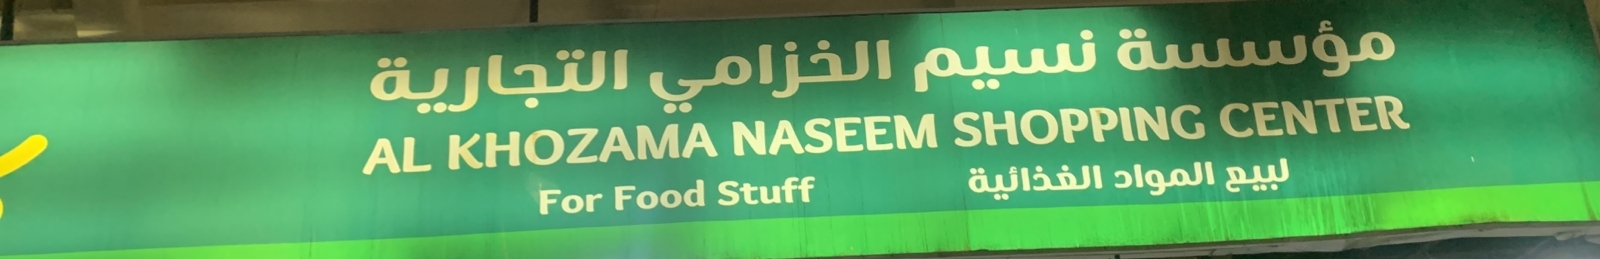 مؤسسة نسيم الخزامي التجارية
AL KHOZAMA NASEEM SHOPPING CENTER
For Food Stuff لبيع المواد الغذائية